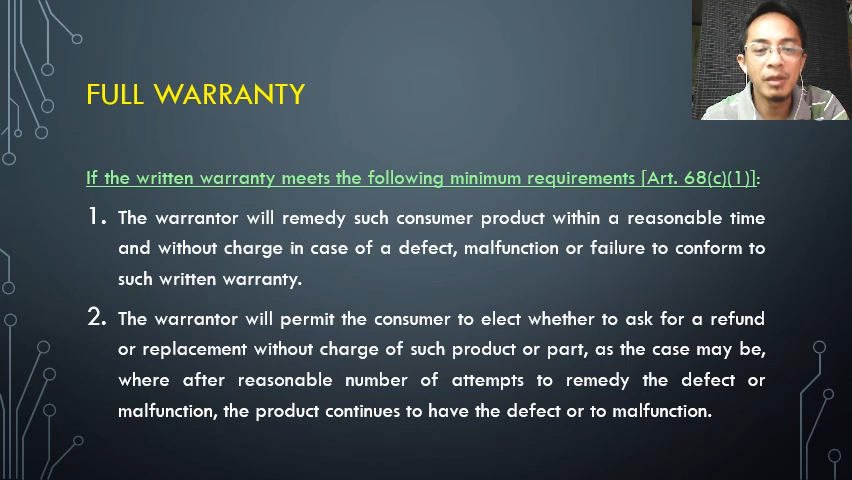 FULL WARRANTY
If the written warranty meets the following minimum requirements [Art. 68(c)(1)]:
1. The warrantor will remedy such consumer product within a reasonable time
and without charge in case of a defect, malfunction or failure to conform to
such written warranty.
2. The warrantor will permit the consumer to elect whether to ask for a refund
or replacement without charge of such product or part, as the case may be,
where after reasonable number of attempts to remedy the defect or
malfunction, the product continues to have the defect or to malfunction.